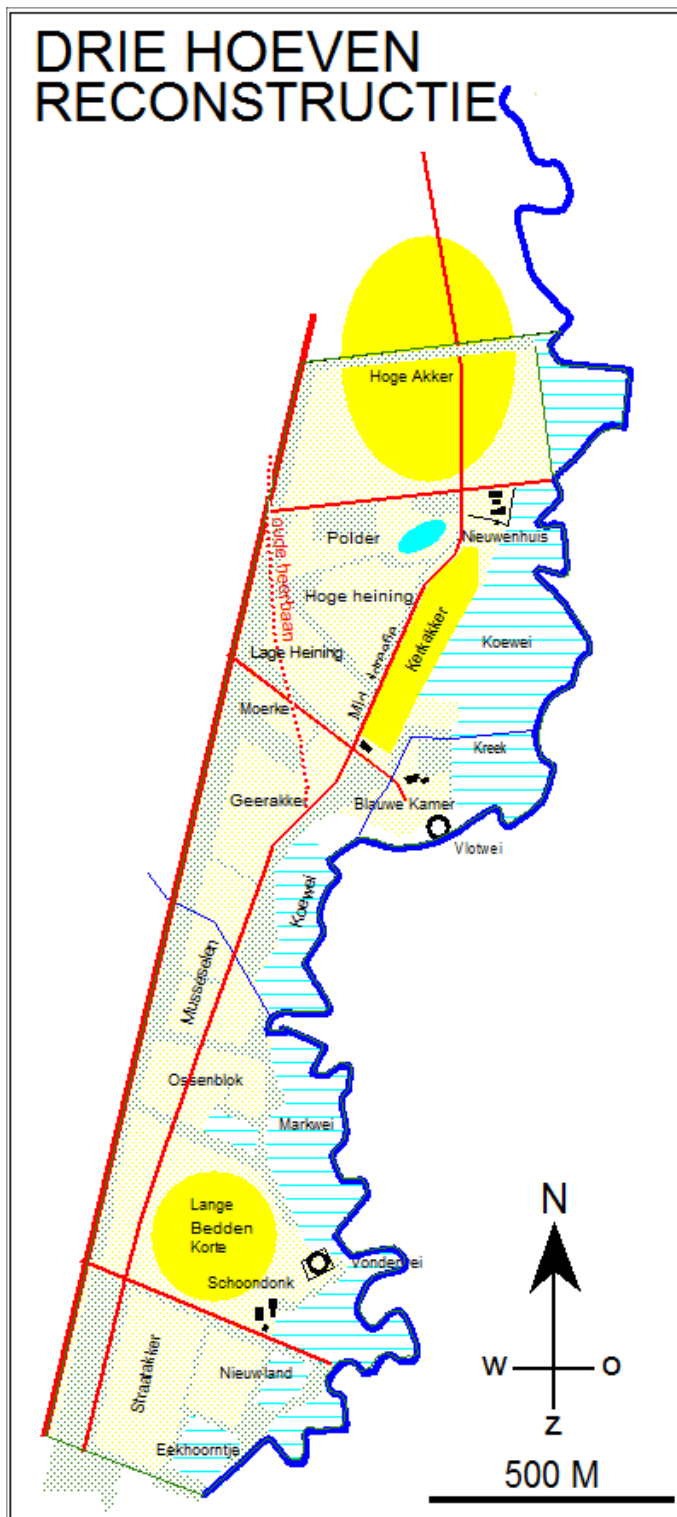 DRIE HOEVEN
RECONSTRUCTIE
Hoge Akker
Nieuwenhuis
Polder
oude heerbaan
Hoge heining
Kerkakker
Koewei
Lage Heining
Moerke
Kreek
Geerakker
Blauwe Kamer
Vlotwei
Koewei
Musseselen
Ossenblok
Markwei
Lange
Bedden
Korte
Schoondonk
Straatakker
Nieuwland
Eekhoorntje
N
W
O
Z
500 M